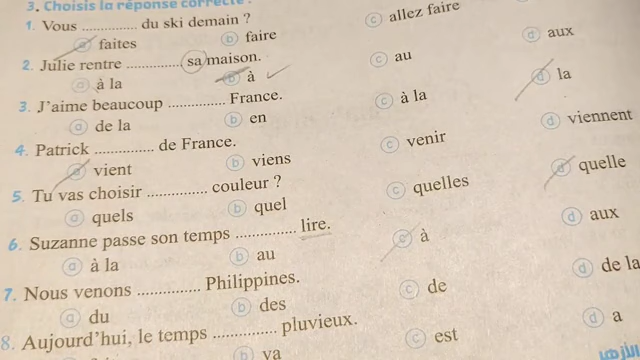 3. Choisis la réponse correcte :
1. Vous ............ du ski demain ?
a faites b faire c allez faire
2. Julie rentre ............ sa maison.
a à la b à c au d aux
3. J'aime beaucoup ............ France.
a de la b en c à la d la
4. Patrick ............ de France.
a vient b viens c venir d viennent
5. Tu vas choisir ............ couleur ?
a quels b quel c quelles d quelle
6. Suzanne passe son temps ............ lire.
a à la b au c à d aux
7. Nous venons ............ Philippines.
a du b des c de d de la
8. Aujourd'hui, le temps ............ pluvieux.
b va c est d a